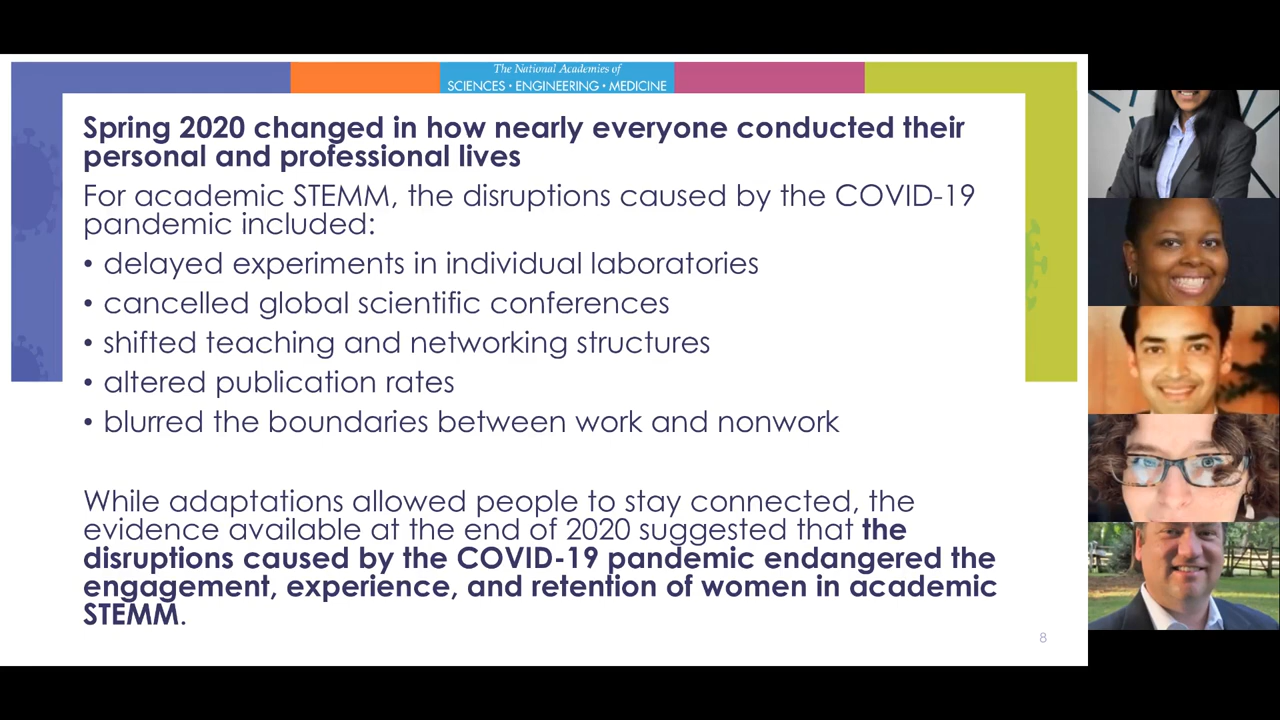 The National Academies of
SCIENCES • ENGINEERING • MEDICINE
Spring 2020 changed in how nearly everyone conducted their
personal and professional lives
For academic STEMM, the disruptions caused by the COVID-19
pandemic included:
• delayed experiments in individual laboratories
• cancelled global scientific conferences
• shifted teaching and networking structures
• altered publication rates
• blurred the boundaries between work and nonwork
While adaptations allowed people to stay connected, the
evidence available at the end of 2020 suggested that the
disruptions caused by the COVID-19 pandemic endangered the
engagement, experience, and retention of women in academic
STEMM.
8